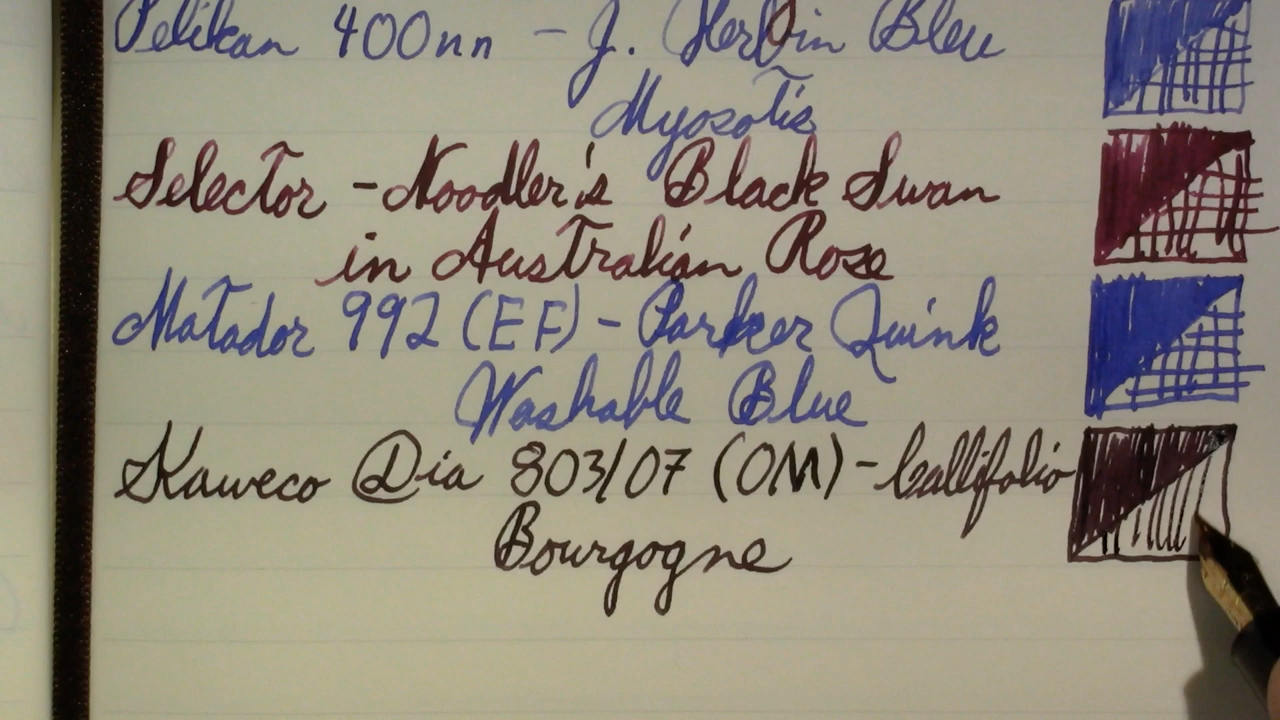 Pelikan 400nn - J. Herbin Bleu
Myosotis
Selector - Noodler's Black Swan
in Australian Rose
Matador 992 (EF) - Parker Quink
Washable Blue
Kaweco Dia 803/07 (OM) - Callifolio
Bourgogne